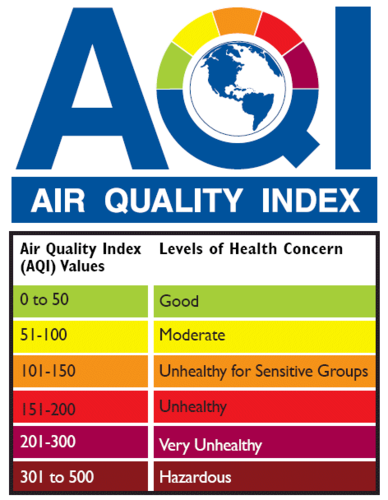 AQI
AIR QUALITY INDEX
Air Quality Index Levels of Health Concern
(AQI) Values
0 to 50 Good
51-100 Moderate
101-150 Unhealthy for Sensitive Groups
151-200 Unhealthy
201-300 Very Unhealthy
301 to 500 Hazardous